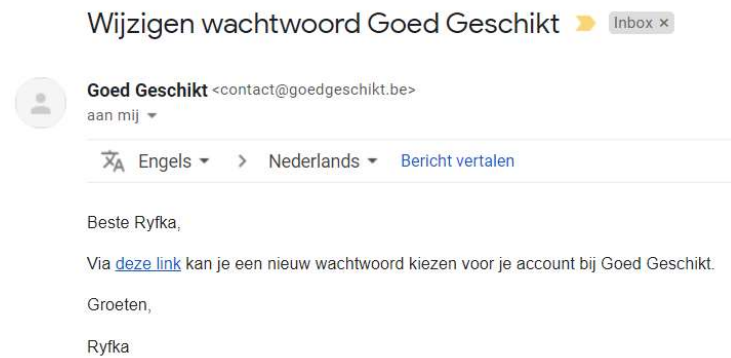 Wijzigen wachtwoord Goed Geschikt Inbox ×
Goed Geschikt <contact@goedgeschikt.be>
aan mij
Engels > Nederlands Bericht vertalen
Beste Ryfka,
Via deze link kan je een nieuw wachtwoord kiezen voor je account bij Goed Geschikt.
Groeten,
Ryfka